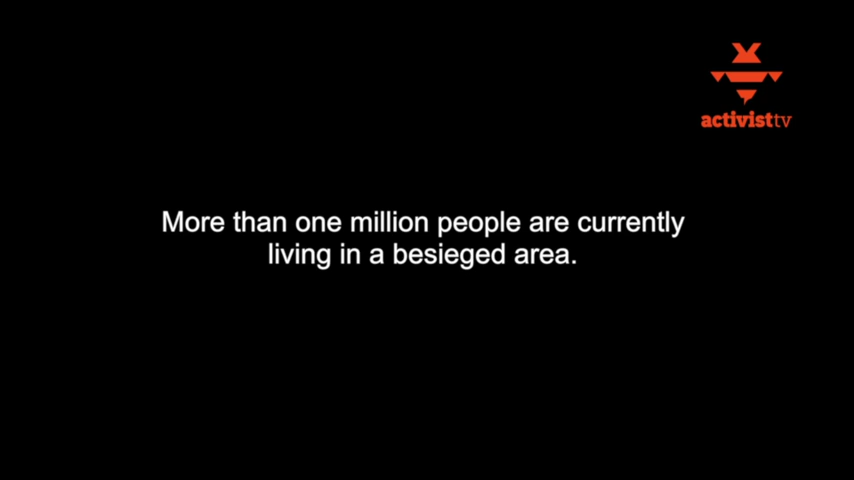 activisttv
More than one million people are currently
living in a besieged area.